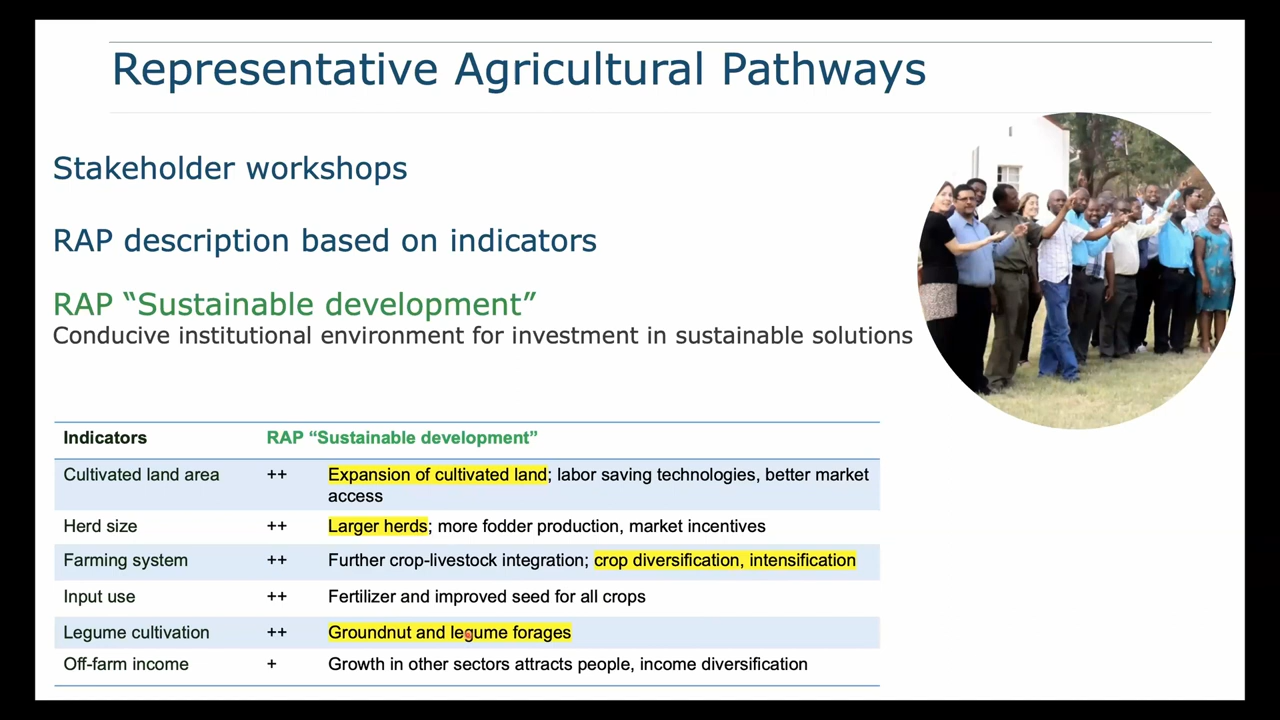 Representative Agricultural Pathways
Stakeholder workshops
RAP description based on indicators
RAP “Sustainable development”
Conducive institutional environment for investment in sustainable solutions
Indicators RAP “Sustainable development”
Cultivated land area ++ Expansion of cultivated land; labor saving technologies, better market
access
Herd size ++ Larger herds; more fodder production, market incentives
Farming system ++ Further crop-livestock integration; crop diversification, intensification
Input use ++ Fertilizer and improved seed for all crops
Legume cultivation ++ Groundnut and legume forages
Off-farm income + Growth in other sectors attracts people, income diversification